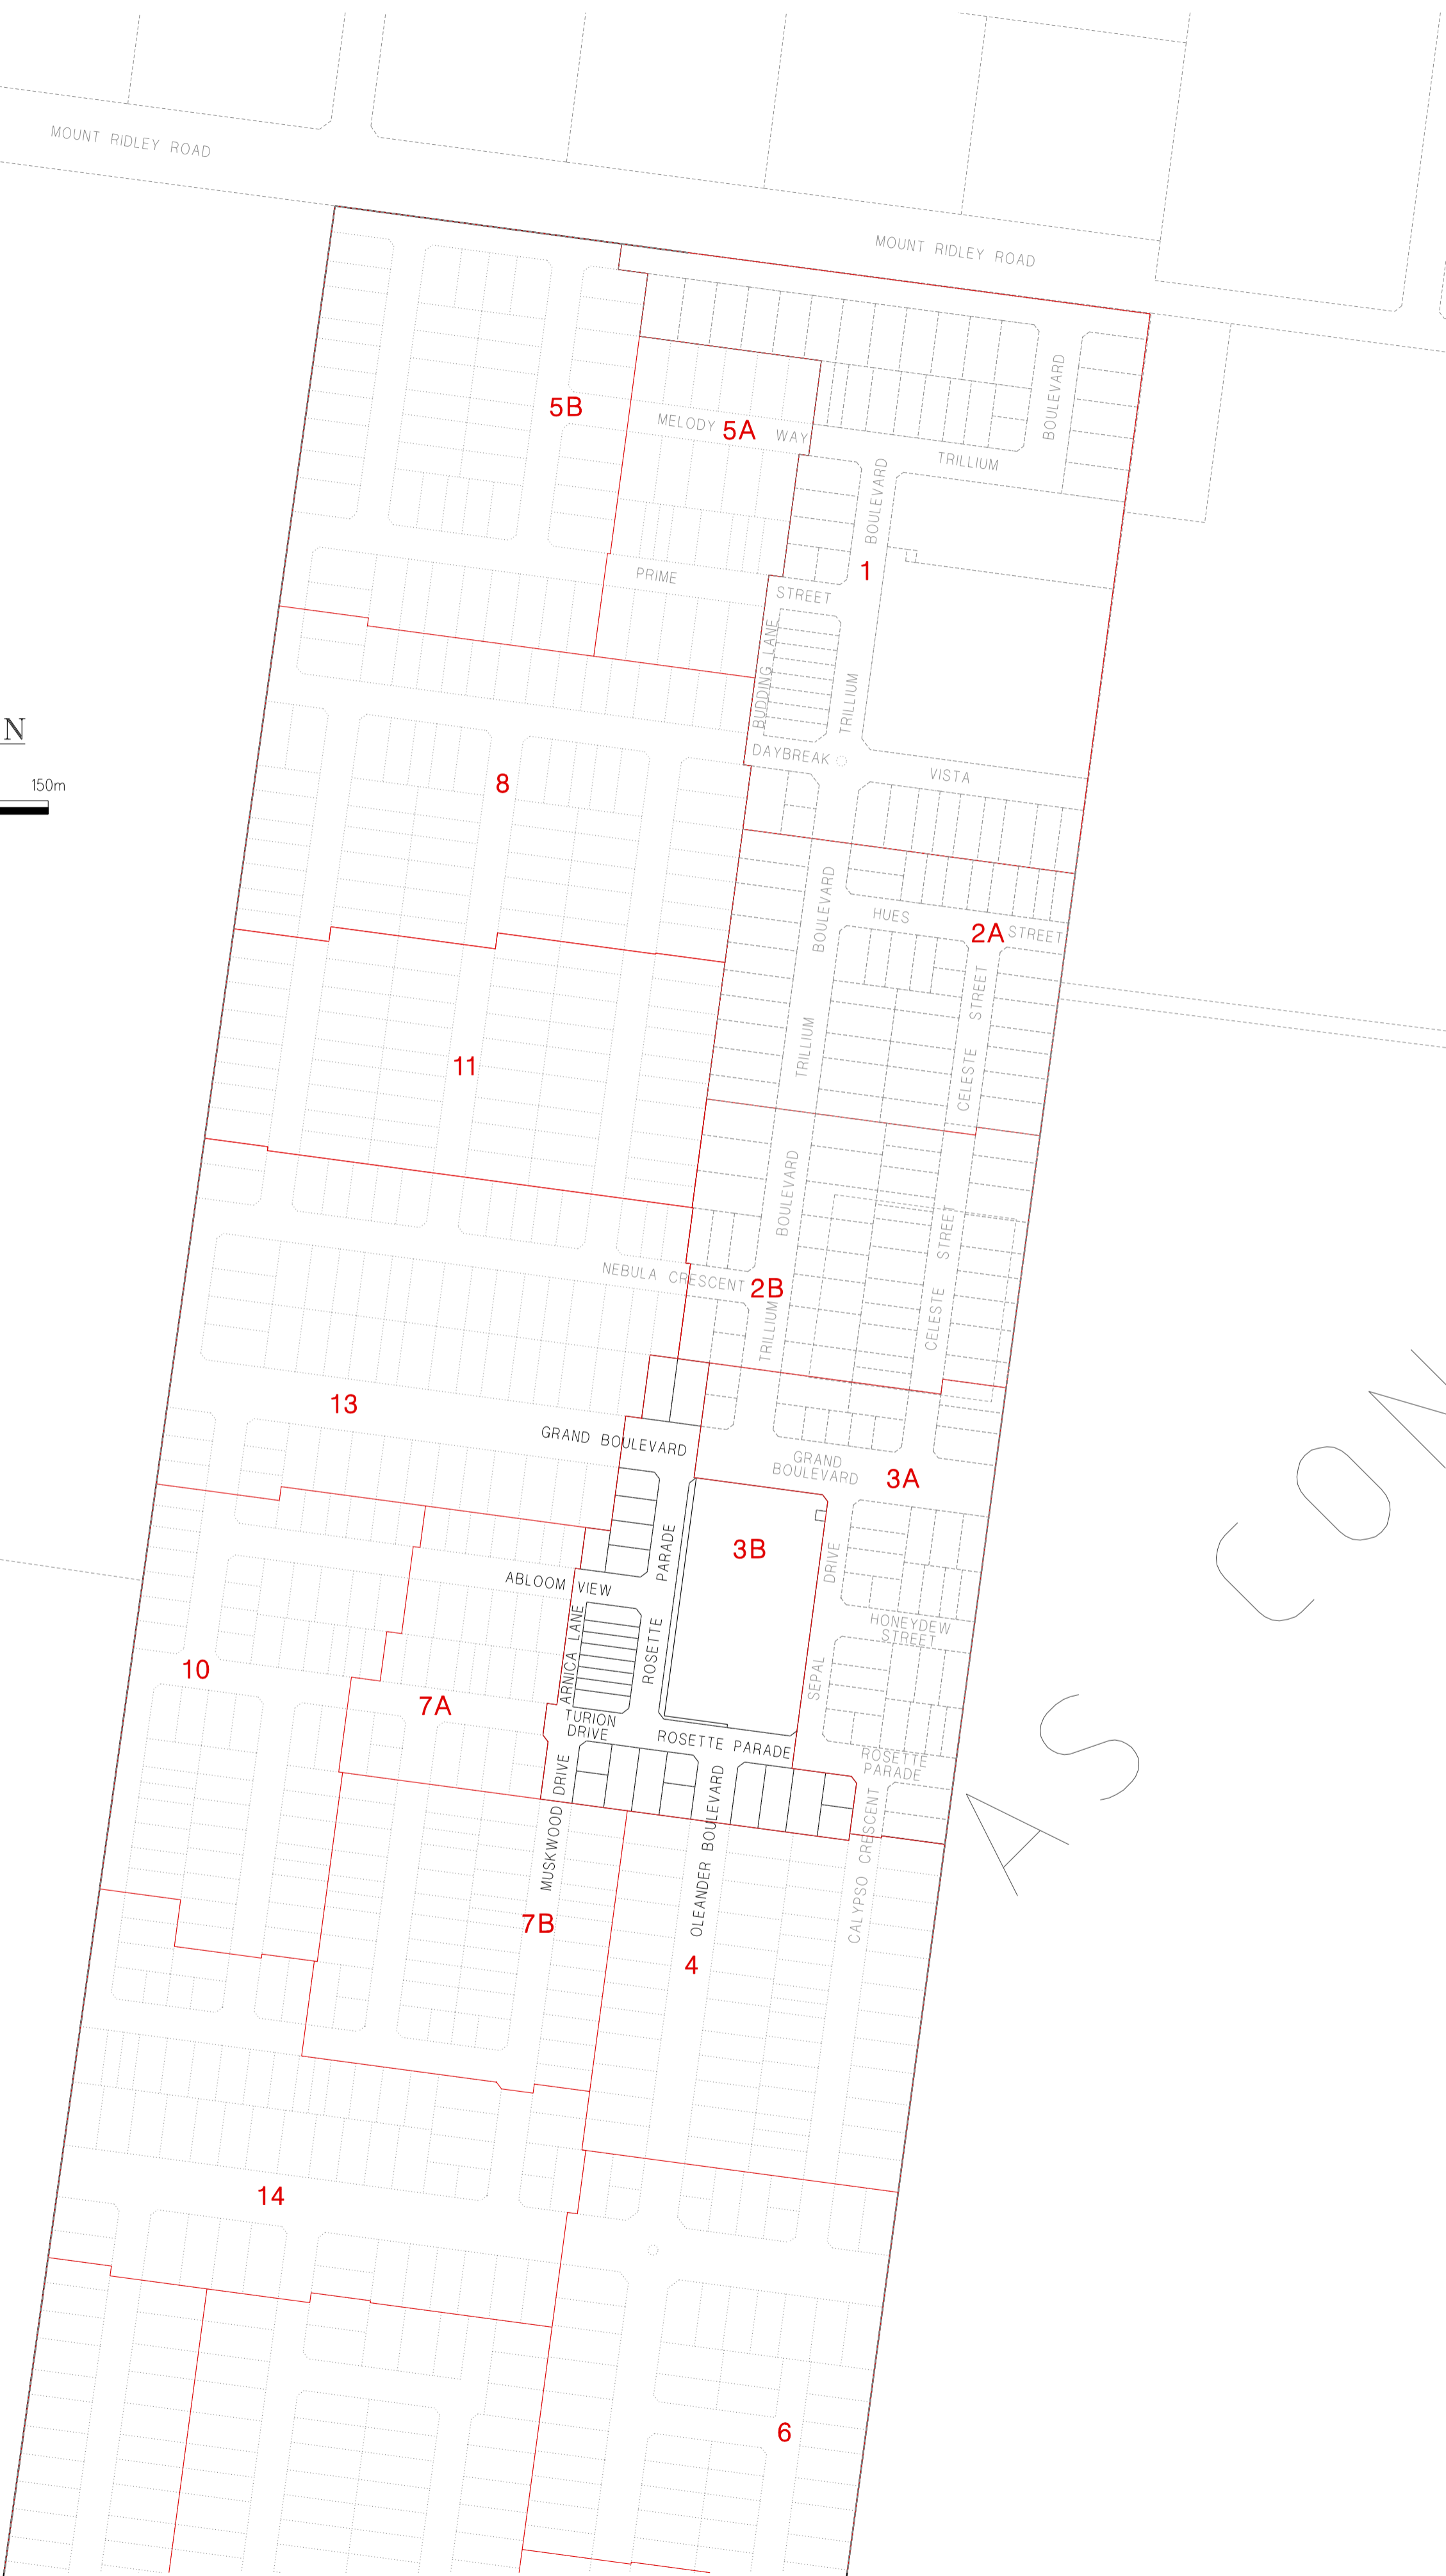 MOUNT RIDLEY ROAD
MOUNT RIDLEY ROAD
BOULEVARD
5B
MELODY
5A
WAY
TRILLIUM
BOULEVARD
1
PRIME
STREET
BUDDING LANE
TRILLIUM
N
DAYBREAK
VISTA
150m
8
BOULEVARD
HUES
2A
STREET
STREET
TRILLIUM
CELESTE
11
BOULEVARD
STREET
NEBULA CRESCENT
2B
TRILLIUM
CELESTE
13
GRAND BOULEVARD
GRAND
BOULEVARD
3A
CON
3B
PARADE
DRIVE
ABLOOM VIEW
ARNICA LANE
ROSETTE
HONEYDEW
STREET
10
SEPAL
7A
TURION
DRIVE
ROSETTE PARADE
ROSETTE
PARADE
AS
MUSKWOOD DRIVE
OLEANDER BOULEVARD
CALYPSO CRESCENT
7B
4
14
6